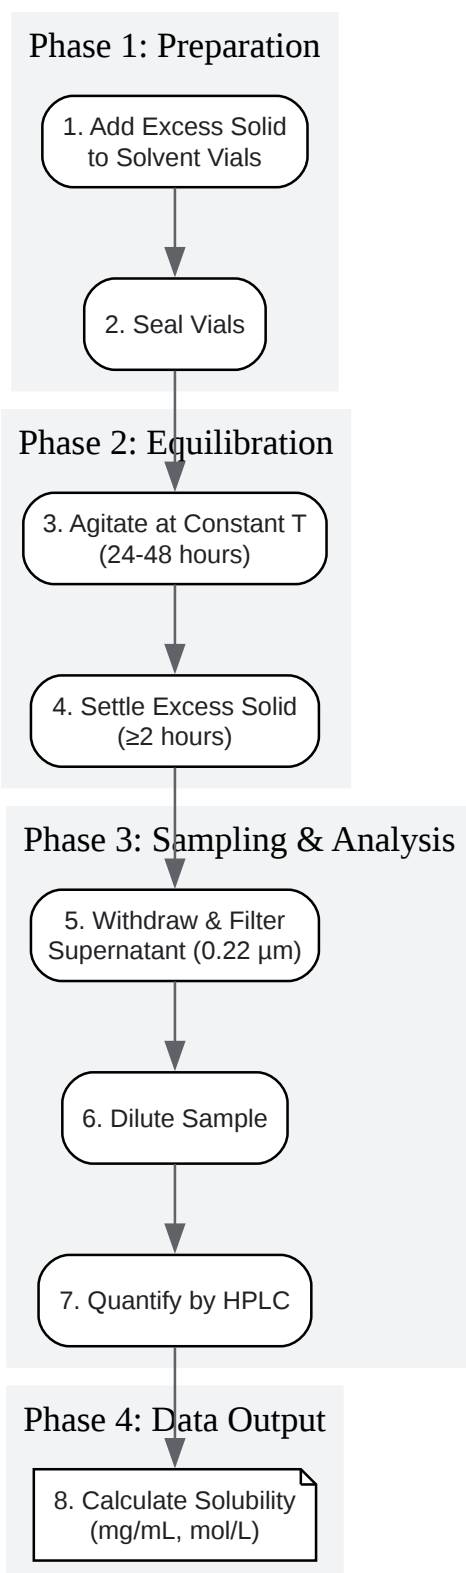 Phase 1: Preparation
1. Add Excess Solid
to Solvent Vials
2. Seal Vials
Phase 2: Equilibration
3. Agitate at Constant T
(24-48 hours)
4. Settle Excess Solid
(≥2 hours)
Phase 3: Sampling & Analysis
5. Withdraw & Filter
Supernatant (0.22 µm)
6. Dilute Sample
7. Quantify by HPLC
Phase 4: Data Output
8. Calculate Solubility
(mg/mL, mol/L)